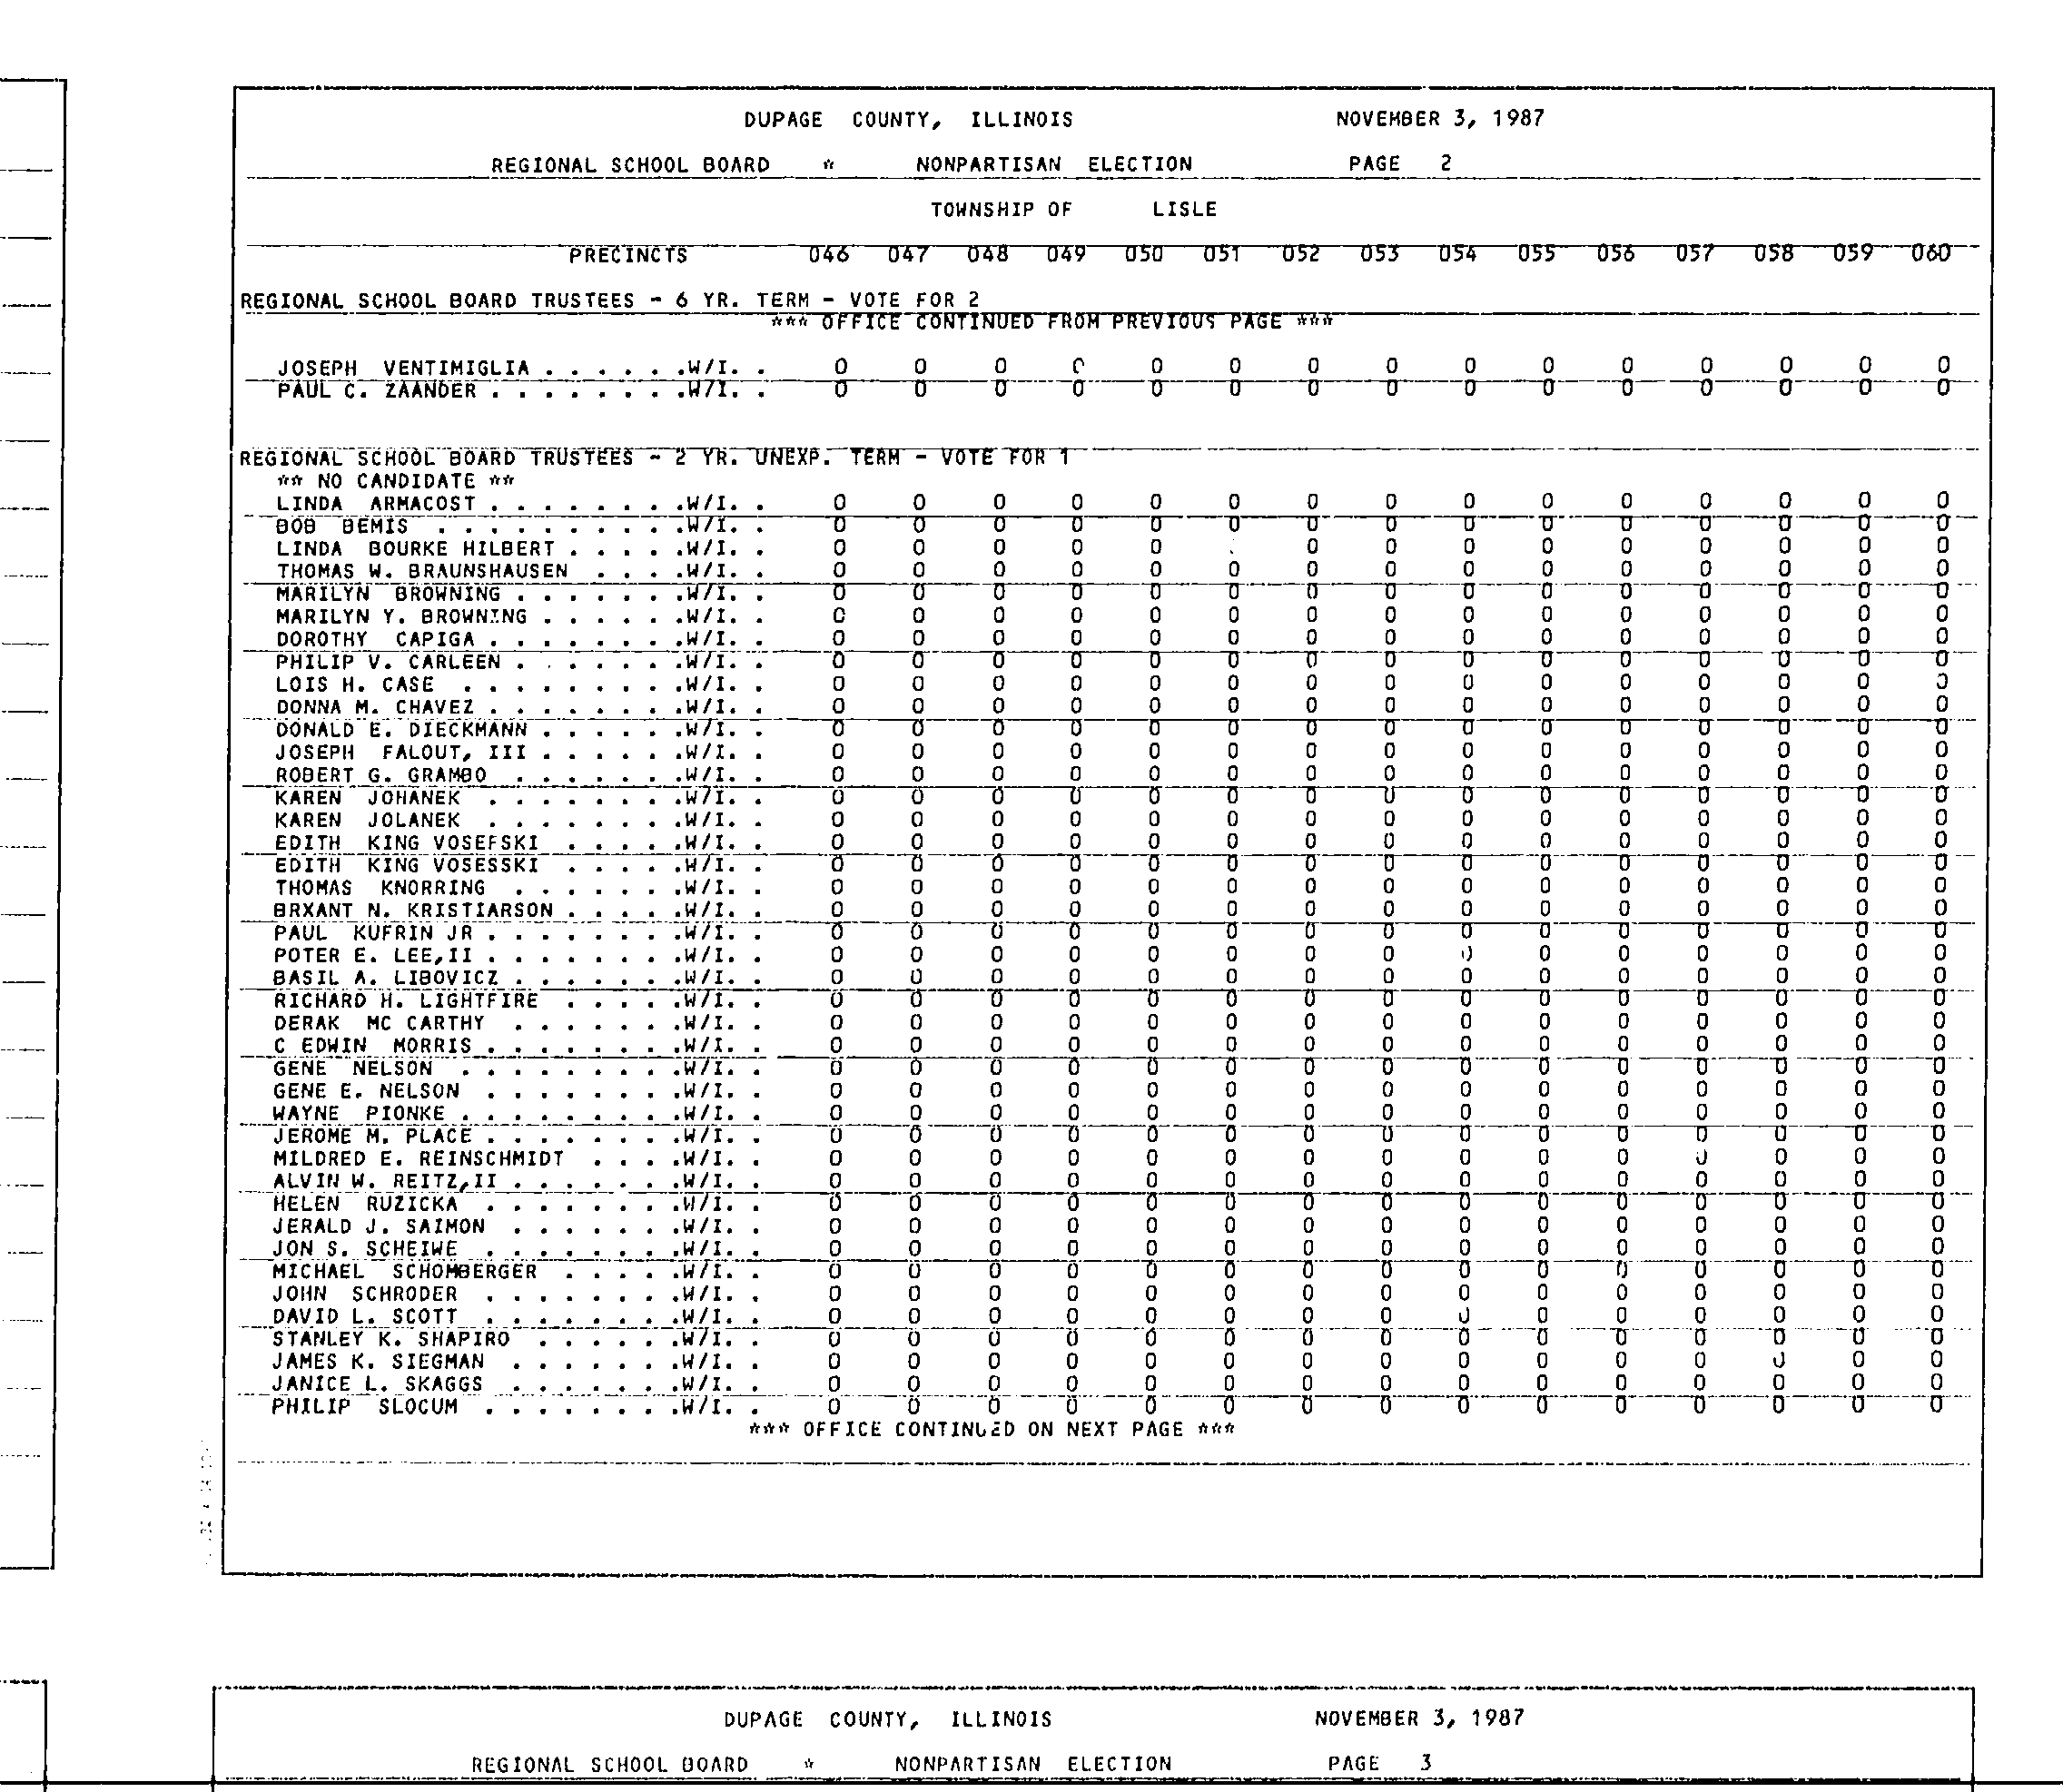 DUPAGE COUNTY, ILLINOIS NOVEMBER 3, 1987
REGIONAL SCHOOL BOARD * NONPARTISAN ELECTION PAGE 2
TOWNSHIP OF LISLE
PRECINCTS 046 047 048 049 050 051 052 053 054 055 056 057 058 059 060
REGIONAL SCHOOL BOARD TRUSTEES - 6 YR. TERM - VOTE FOR 2
*** OFFICE CONTINUED FROM PREVIOUS PAGE ***
JOSEPH VENTIMIGLIA . . . . . .W/I. . 0 0 0 0 0 0 0 0 0 0 0 0 0 0 0
PAUL C. ZAANDER . . . . . . . .W/I. . 0 0 0 0 0 0 0 0 0 0 0 0 0 0 0
REGIONAL SCHOOL BOARD TRUSTEES - 2 YR. UNEXP. TERM - VOTE FOR 1
** NO CANDIDATE **
LINDA ARMACOST . . . . . . . .W/I. . 0 0 0 0 0 0 0 0 0 0 0 0 0 0 0
BOB BEMIS . . . . . . . . . .W/I. . 0 0 0 0 0 0 0 0 0 0 0 0 0 0 0
LINDA BOURKE HILBERT . . . . .W/I. . 0 0 0 0 0 0 0 0 0 0 0 0 0 0
THOMAS W. BRAUNSHAUSEN . . . .W/I. . 0 0 0 0 0 0 0 0 0 0 0 0 0 0 0
MARILYN BROWNING . . . . . . .W/I. . 0 0 0 0 0 0 0 0 0 0 0 0 0 0 0
MARILYN Y. BROWNING . . . . . .W/I. . 0 0 0 0 0 0 0 0 0 0 0 0 0 0 0
DOROTHY CAPIGA . . . . . . . .W/I. . 0 0 0 0 0 0 0 0 0 0 0 0 0 0 0
PHILIP V. CARLEEN . . . . . . .W/I. . 0 0 0 0 0 0 0 0 0 0 0 0 0 0 0
LOIS H. CASE . . . . . . . . .W/I. . 0 0 0 0 0 0 0 0 0 0 0 0 0 0 0
DONNA M. CHAVEZ . . . . . . . .W/I. . 0 0 0 0 0 0 0 0 0 0 0 0 0 0 0
DONALD E. DIECKMANN . . . . . .W/I. . 0 0 0 0 0 0 0 0 0 0 0 0 0 0 0
JOSEPH FALOUT, III . . . . . .W/I. . 0 0 0 0 0 0 0 0 0 0 0 0 0 0 0
ROBERT G. GRAMBO . . . . . . .W/I. . 0 0 0 0 0 0 0 0 0 0 0 0 0 0 0
KAREN JOHANEK . . . . . . . .W/I. . 0 0 0 0 0 0 0 0 0 0 0 0 0 0 0
KAREN JOLANEK . . . . . . . .W/I. . 0 0 0 0 0 0 0 0 0 0 0 0 0 0 0
EDITH KING VOSEFSKI . . . . .W/I. . 0 0 0 0 0 0 0 0 0 0 0 0 0 0 0
EDITH KING VOSESSKI . . . . .W/I. . 0 0 0 0 0 0 0 0 0 0 0 0 0 0 0
THOMAS KNORRING . . . . . . .W/I. . 0 0 0 0 0 0 0 0 0 0 0 0 0 0 0
BRXANT N. KRISTIARSON . . . . .W/I. . 0 0 0 0 0 0 0 0 0 0 0 0 0 0 0
PAUL KUFRIN JR . . . . . . . .W/I. . 0 0 0 0 0 0 0 0 0 0 0 0 0 0 0
POTER E. LEE,II . . . . . . . .W/I. . 0 0 0 0 0 0 0 0 0 0 0 0 0 0 0
BASIL A. LIBOVICZ . . . . . . .W/I. . 0 0 0 0 0 0 0 0 0 0 0 0 0 0 0
RICHARD H. LIGHTFIRE . . . . .W/I. . 0 0 0 0 0 0 0 0 0 0 0 0 0 0 0
DERAK MC CARTHY . . . . . . .W/I. . 0 0 0 0 0 0 0 0 0 0 0 0 0 0 0
C EDWIN MORRIS . . . . . . . .W/I. . 0 0 0 0 0 0 0 0 0 0 0 0 0 0 0
GENE NELSON . . . . . . . . .W/I. . 0 0 0 0 0 0 0 0 0 0 0 0 0 0 0
GENE E. NELSON . . . . . . . .W/I. . 0 0 0 0 0 0 0 0 0 0 0 0 0 0 0
WAYNE PIONKE . . . . . . . . .W/I. . 0 0 0 0 0 0 0 0 0 0 0 0 0 0 0
JEROME M. PLACE . . . . . . . .W/I. . 0 0 0 0 0 0 0 0 0 0 0 0 0 0 0
MILDRED E. REINSCHMIDT . . . .W/I. . 0 0 0 0 0 0 0 0 0 0 0 0 0 0 0
ALVIN W. REITZ,II . . . . . . .W/I. . 0 0 0 0 0 0 0 0 0 0 0 0 0 0 0
HELEN RUZICKA . . . . . . . .W/I. . 0 0 0 0 0 0 0 0 0 0 0 0 0 0 0
JERALD J. SAIMON . . . . . . .W/I. . 0 0 0 0 0 0 0 0 0 0 0 0 0 0 0
JON S. SCHEIWE . . . . . . . .W/I. . 0 0 0 0 0 0 0 0 0 0 0 0 0 0 0
MICHAEL SCHOMBERGER . . . . .W/I. . 0 0 0 0 0 0 0 0 0 0 0 0 0 0 0
JOHN SCHRODER . . . . . . . .W/I. . 0 0 0 0 0 0 0 0 0 0 0 0 0 0 0
DAVID L. SCOTT . . . . . . . .W/I. . 0 0 0 0 0 0 0 0 0 0 0 0 0 0 0
STANLEY K. SHAPIRO . . . . . .W/I. . 0 0 0 0 0 0 0 0 0 0 0 0 0 0 0
JAMES K. SIEGMAN . . . . . . .W/I. . 0 0 0 0 0 0 0 0 0 0 0 0 0 0 0
JANICE L. SKAGGS . . . . . . .W/I. . 0 0 0 0 0 0 0 0 0 0 0 0 0 0 0
PHILIP SLOCUM . . . . . . . .W/I. . 0 0 0 0 0 0 0 0 0 0 0 0 0 0 0
*** OFFICE CONTINUED ON NEXT PAGE ***
DUPAGE COUNTY, ILLINOIS NOVEMBER 3, 1987
REGIONAL SCHOOL BOARD * NONPARTISAN ELECTION PAGE 3